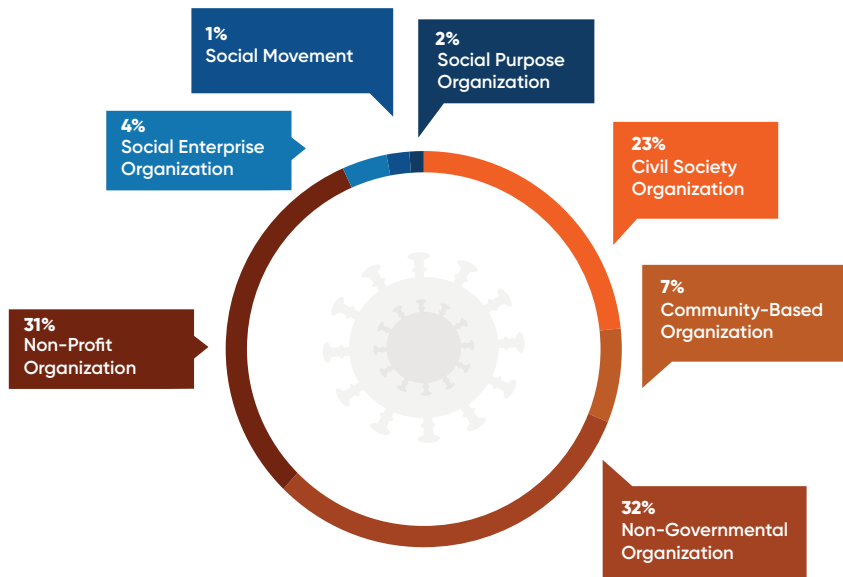 1%
Social Movement
2%
Social Purpose
Organization
4%
Social Enterprise
Organization
23%
Civil Society
Organization
7%
Community-Based
Organization
31%
Non-Profit
Organization
32%
Non-Governmental
Organization